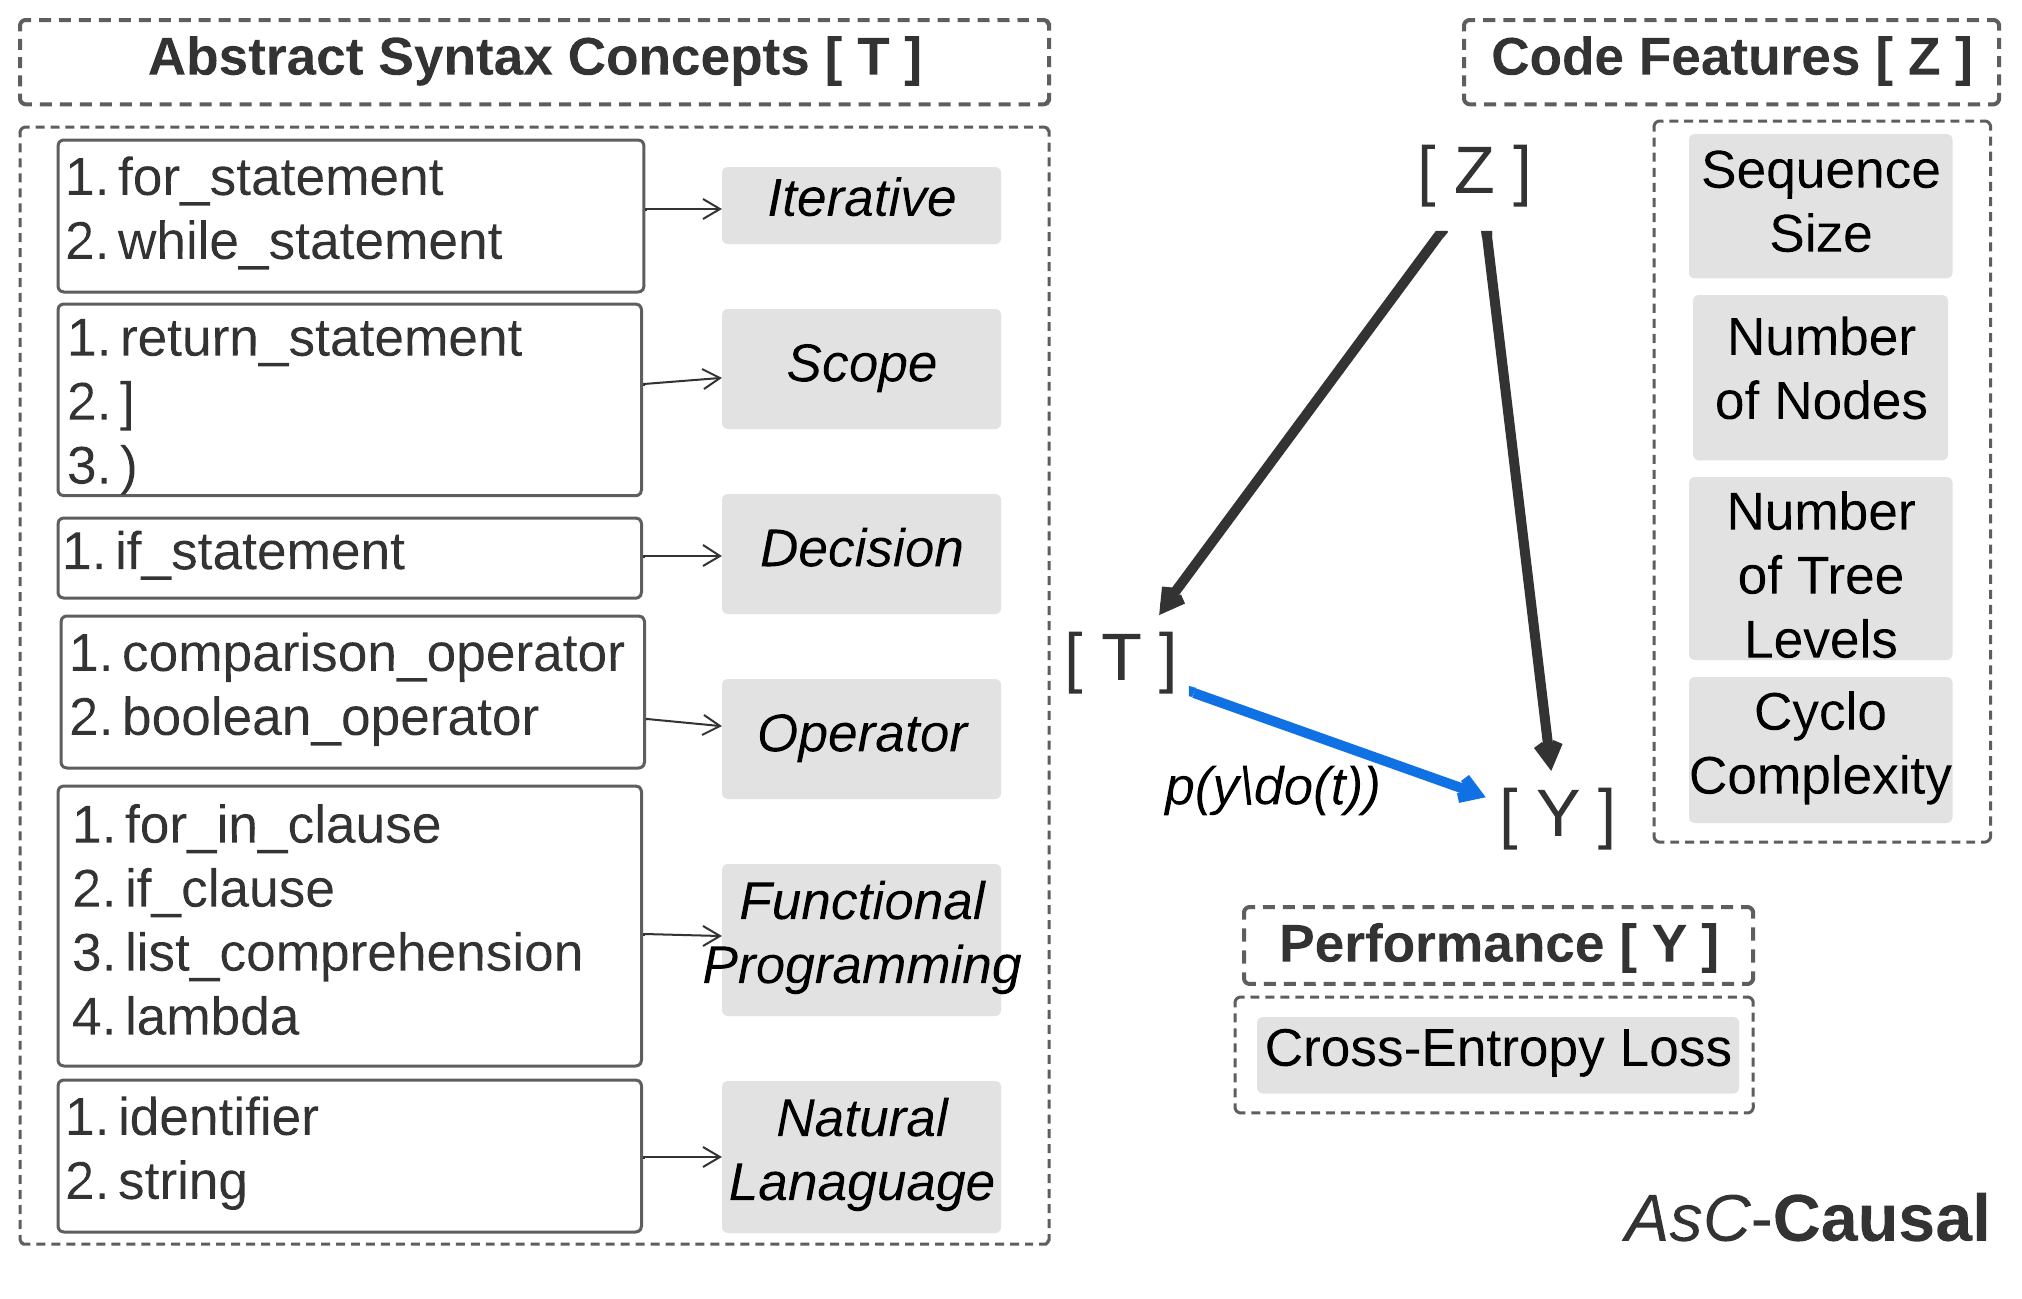 Abstract Syntax Concepts [ T ]
1. for_statement
2. while_statement
Iterative
1. return_statement
2. ]
3. )
Scope
1. if_statement
Decision
1. comparison_operator
2. boolean_operator
Operator
1. for_in_clause
2. if_clause
3. list_comprehension
4. lambda
Functional
Programming
1. identifier
2. string
Natural
Lanaguage
[ Z ]
[ T ]
p(y\do(t))
[ Y ]
Code Features [ Z ]
Sequence
Size
Number
of Nodes
Number
of Tree
Levels
Cyclo
Complexity
Performance [ Y ]
Cross-Entropy Loss
AsC-Causal